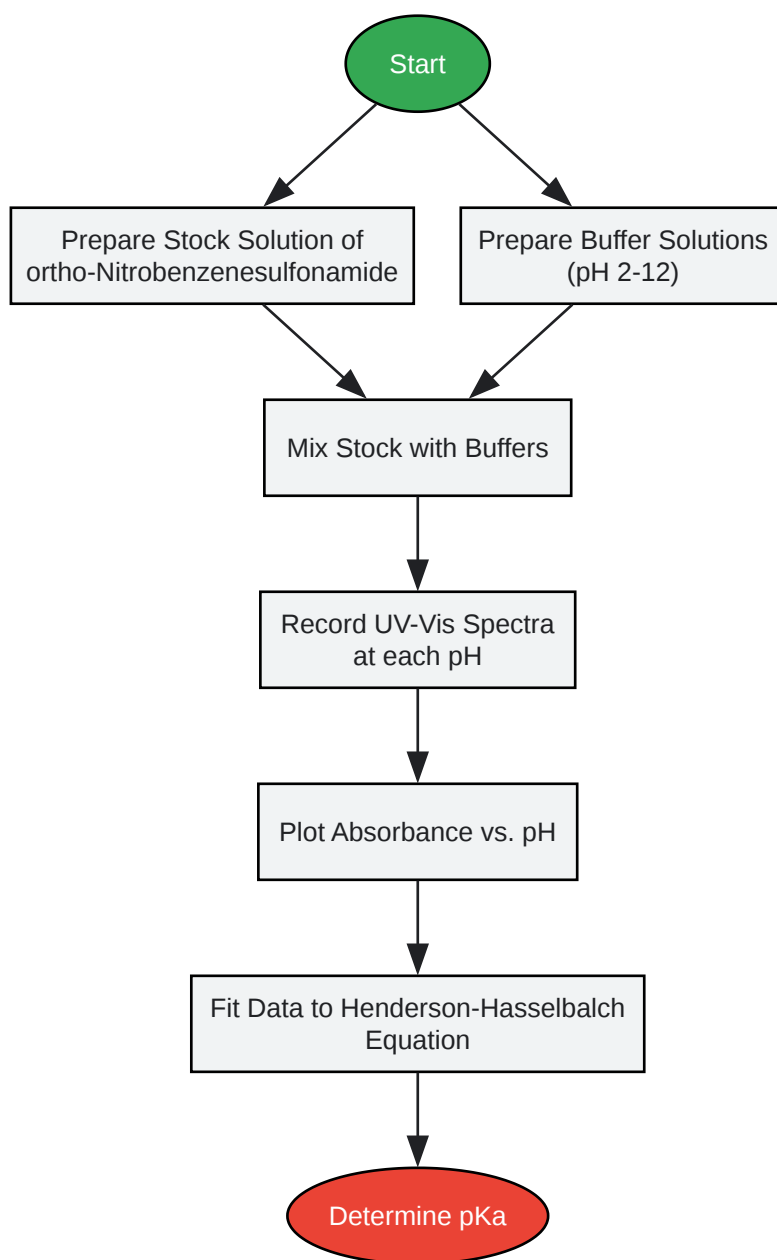 Start
Prepare Stock Solution of
ortho-Nitrobenzenesulfonamide
Prepare Buffer Solutions
(pH 2-12)
Mix Stock with Buffers
Record UV-Vis Spectra
at each pH
Plot Absorbance vs. pH
Fit Data to Henderson-Hasselbalch
Equation
Determine pKa